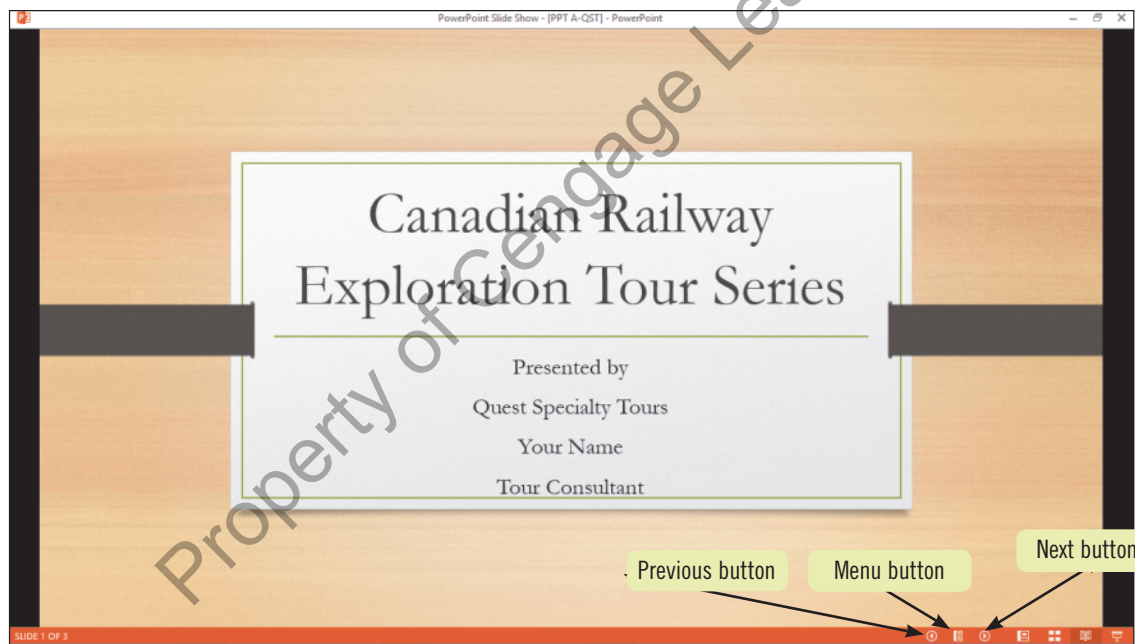 PowerPoint Slide Show - [PPT A-QST] - PowerPoint
Canadian Railway
Exploration Tour Series
Presented by
Quest Specialty Tours
Your Name
Tour Consultant
Previous button
Menu button
Next button
SLIDE 1 OF 3
Property of Cengage Lea